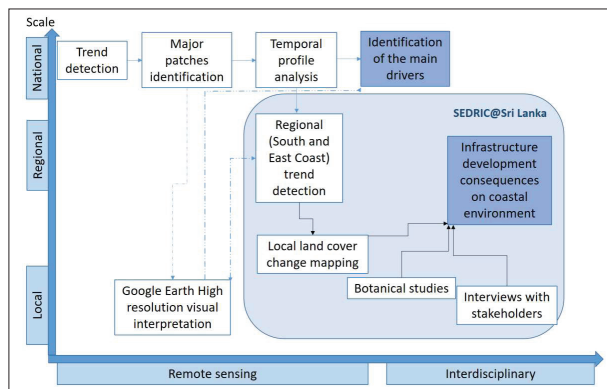 Scale
National
Regional
Local
Trend
detection
Major
patches
identification
Temporal
profile
analysis
Identification
of the main
drivers
SEDRIC@Sri Lanka
Regional
(South and
East Coast)
trend
detection
Infrastructure
development
consequences
on coastal
environment
Local land cover
change mapping
Google Earth High
resolution visual
interpretation
Botanical studies
Interviews with
stakeholders
Remote sensing
Interdisciplinary